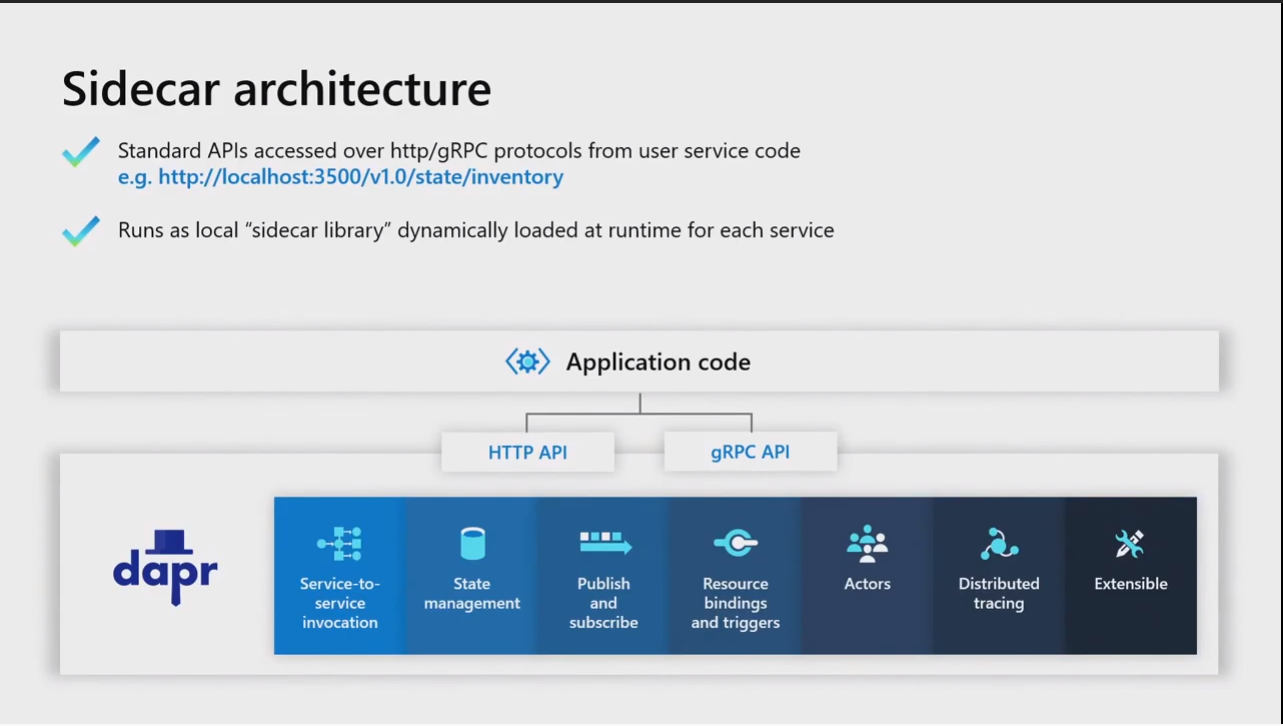 Sidecar architecture
Standard APIs accessed over http/gRPC protocols from user service code
e.g. http://localhost:3500/v1.0/state/inventory
Runs as local “sidecar library” dynamically loaded at runtime for each service
Application code
HTTP API
gRPC API
dapr
Service-to-
service
invocation
State
management
Publish
and
subscribe
Resource
bindings
and triggers
Actors
Distributed
tracing
Extensible